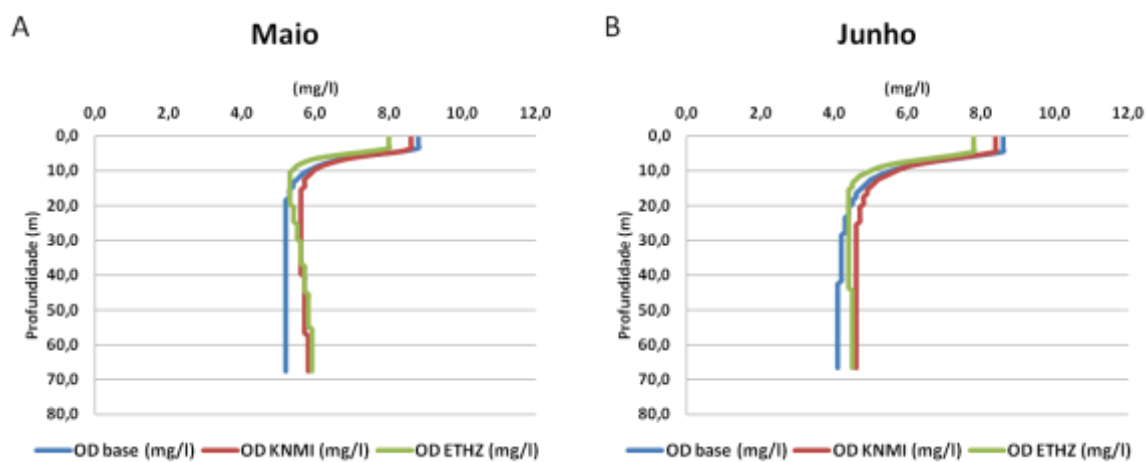 A
Maio
(mg/l)
0,0 2,0 4,0 6,0 8,0 10,0 12,0
Profundidade (m)
0,0
10,0
20,0
30,0
40,0
50,0
60,0
70,0
80,0
OD base (mg/l) OD KNMI (mg/l) OD ETHZ (mg/l)
B
Junho
(mg/l)
0,0 2,0 4,0 6,0 8,0 10,0 12,0
Profundidade (m)
0,0
10,0
20,0
30,0
40,0
50,0
60,0
70,0
80,0
OD base (mg/l) OD KNMI (mg/l) OD ETHZ (mg/l)